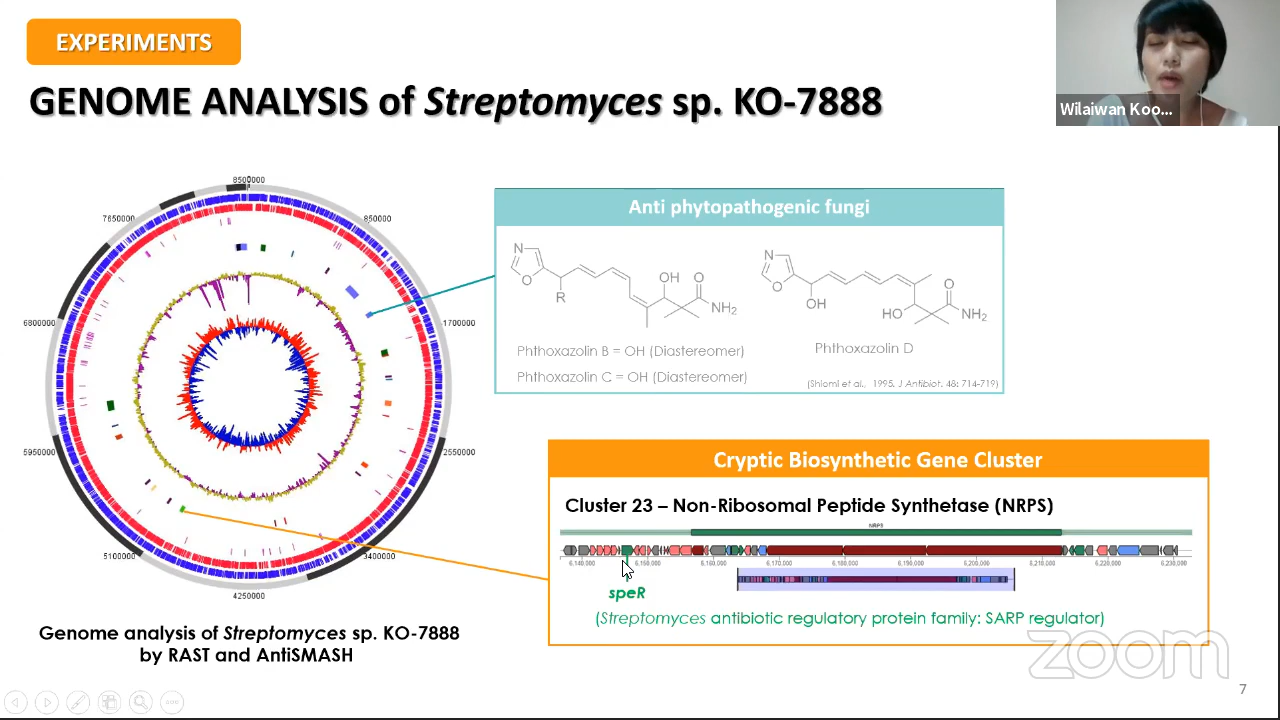 EXPERIMENTS
GENOME ANALYSIS of Streptomyces sp. KO-7888
Wilaiwan Koo...
8500000
7650000
850000
6800000
1700000
5950000
2550000
5100000
3400000
4250000
Genome analysis of Streptomyces sp. KO-7888
by RAST and AntiSMASH
Anti phytopathogenic fungi
N
O
R
OH
O
NH2
N
O
OH
HO
O
NH2
Phthoxazolin B = OH (Diastereomer)
Phthoxazolin C = OH (Diastereomer)
Phthoxazolin D
(Shiomi et al., 1995. J Antibiot. 48: 714-719)
Cryptic Biosynthetic Gene Cluster
Cluster 23 – Non-Ribosomal Peptide Synthetase (NRPS)
NRPS
6,140,000 6,150,000 6,160,000 6,170,000 6,180,000 6,190,000 6,200,000 6,210,000 6,220,000 6,230,000
speR
(Streptomyces antibiotic regulatory protein family: SARP regulator)
zoom
7